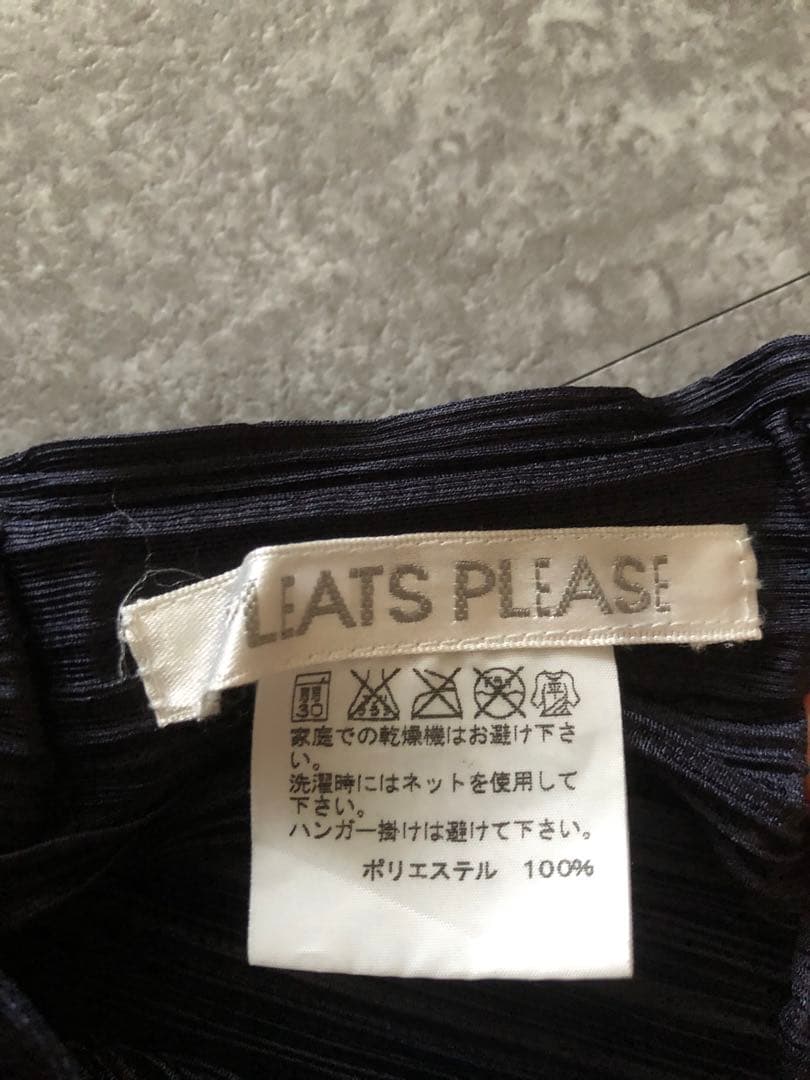 LEATS PLEASE
30
平
家庭での乾燥機はお避け下さ
い。
洗濯時にはネットを使用して
下さい。
ハンガー掛けは避けて下さい。
ポリエステル 100%